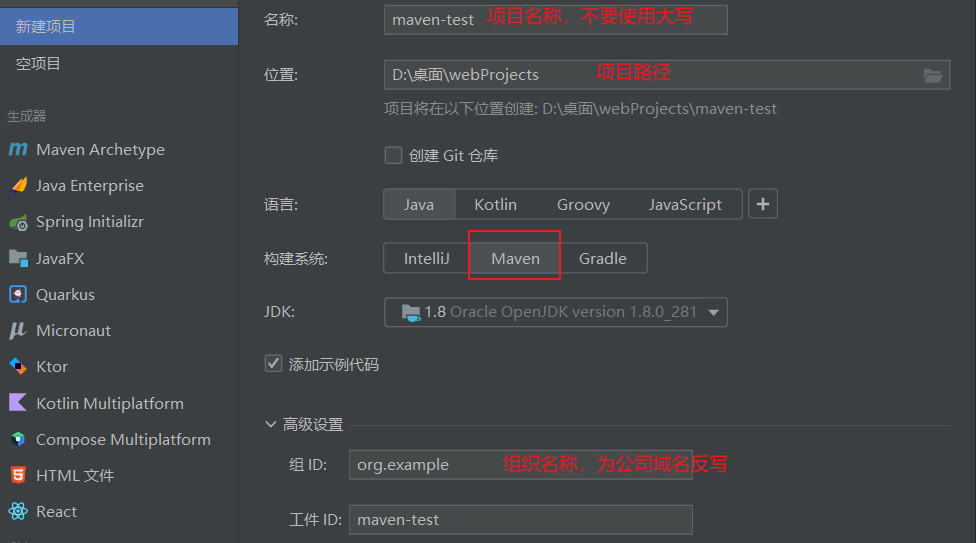 新建项目
空项目
生成器
Maven Archetype
Java Enterprise
Spring Initializr
JavaFX
Quarkus
Micronaut
Ktor
Kotlin Multiplatform
Compose Multiplatform
HTML 文件
React
名称: maven-test 项目名称，不要使用大写
位置: D:\桌面\webProjects 项目路径
项目将在以下位置创建: D:\桌面\webProjects\maven-test
创建 Git 仓库
语言: Java Kotlin Groovy JavaScript +
构建系统: IntelliJ Maven Gradle
JDK: 1.8 Oracle OpenJDK version 1.8.0_281
添加示例代码
高级设置
组 ID: org.example 组织名称，为公司域名反写
工件 ID: maven-test